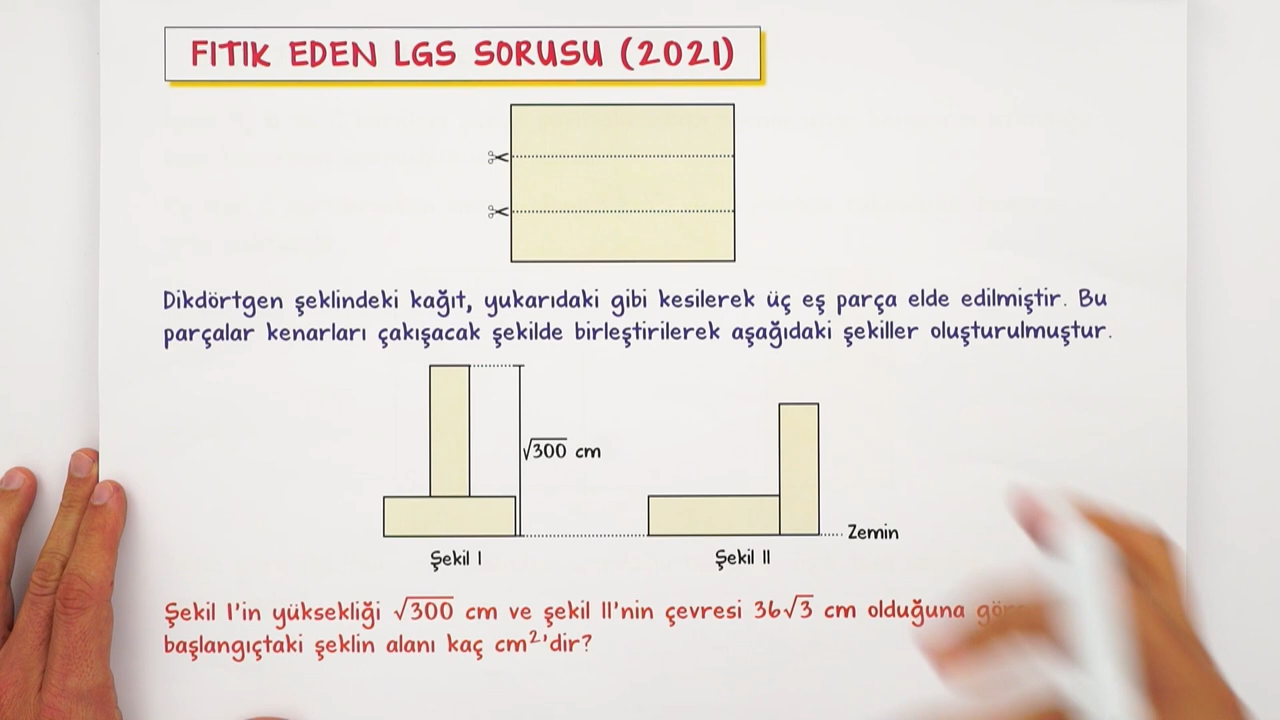 FITIK EDEN LGS SORUSU (2021)
Dikdörtgen şeklindeki kağıt, yukarıdaki gibi kesilerek üç eş parça elde edilmiştir. Bu
parçalar kenarları çakışacak şekilde birleştirilerek aşağıdaki şekiller oluşturulmuştur.
√300 cm
Zemin
Şekil I
Şekil II
Şekil I'in yüksekliği √300 cm ve şekil II'nin çevresi 36√3 cm olduğuna
başlangıçtaki şeklin alanı kaç cm²'dir?